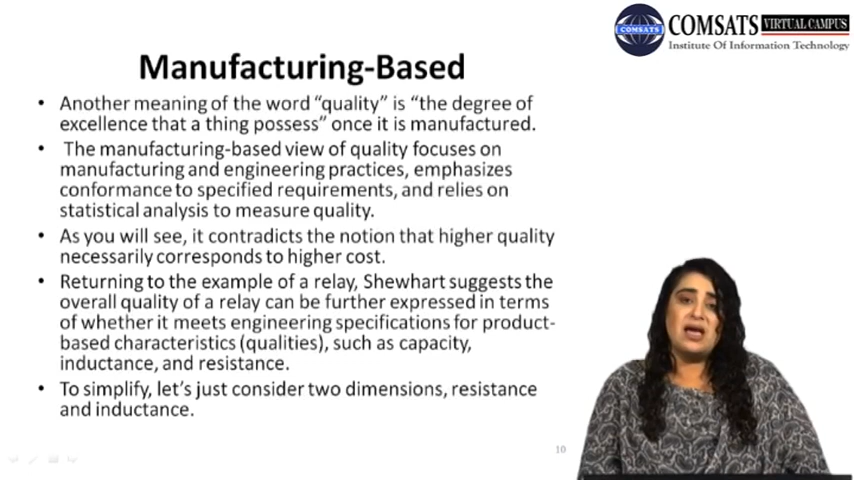 COMSATS VIRTUAL CAMPUS
COMSATS
Institute Of Information Technology
Manufacturing-Based
• Another meaning of the word “quality” is “the degree of
excellence that a thing possess” once it is manufactured.
• The manufacturing-based view of quality focuses on
manufacturing and engineering practices, emphasizes
conformance to specified requirements, and relies on
statistical analysis to measure quality.
• As you will see, it contradicts the notion that higher quality
necessarily corresponds to higher cost.
• Returning to the example of a relay, Shewhart suggests the
overall quality of a relay can be further expressed in terms
of whether it meets engineering specifications for product-
based characteristics (qualities), such as capacity,
inductance, and resistance.
• To simplify, let’s just consider two dimensions, resistance
and inductance.
10